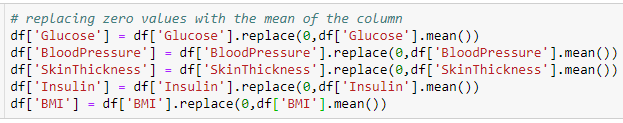 # replacing zero values with the mean of the column
df['Glucose'] = df['Glucose'].replace(0,df['Glucose'].mean())
df['BloodPressure'] = df['BloodPressure'].replace(0,df['BloodPressure'].mean())
df['SkinThickness'] = df['SkinThickness'].replace(0,df['SkinThickness'].mean())
df['Insulin'] = df['Insulin'].replace(0,df['Insulin'].mean())
df['BMI'] = df['BMI'].replace(0,df['BMI'].mean())